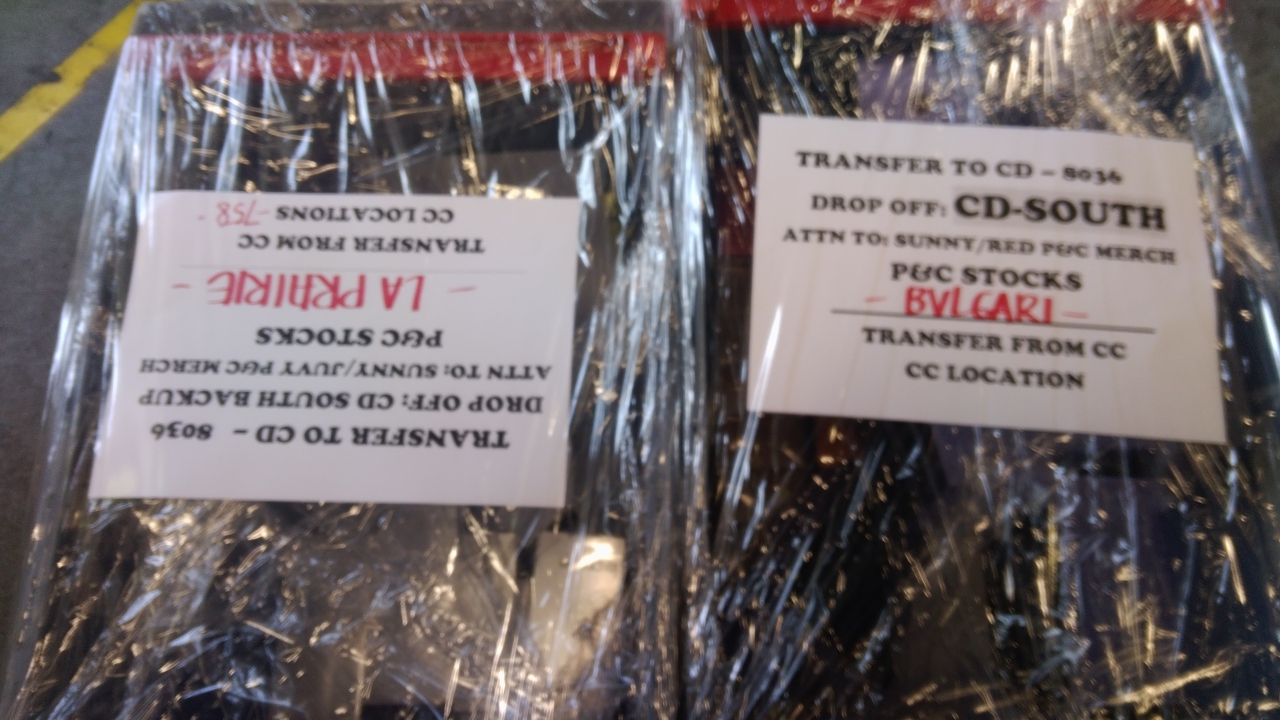 TRANSFER TO CD - 8036
DROP OFF: CD SOUTH BACKUP
ATTN TO: SUNNY/JUVY P&C MERCH
P&C STOCKS
- LA PRAIRIE -
TRANSFER FROM CC
CC LOCATIONS -758-
TRANSFER TO CD - 8036
DROP OFF: CD-SOUTH
ATTN TO: SUNNY/RED P&C MERCH
P&C STOCKS
- BVLGARI -
TRANSFER FROM CC
CC LOCATION